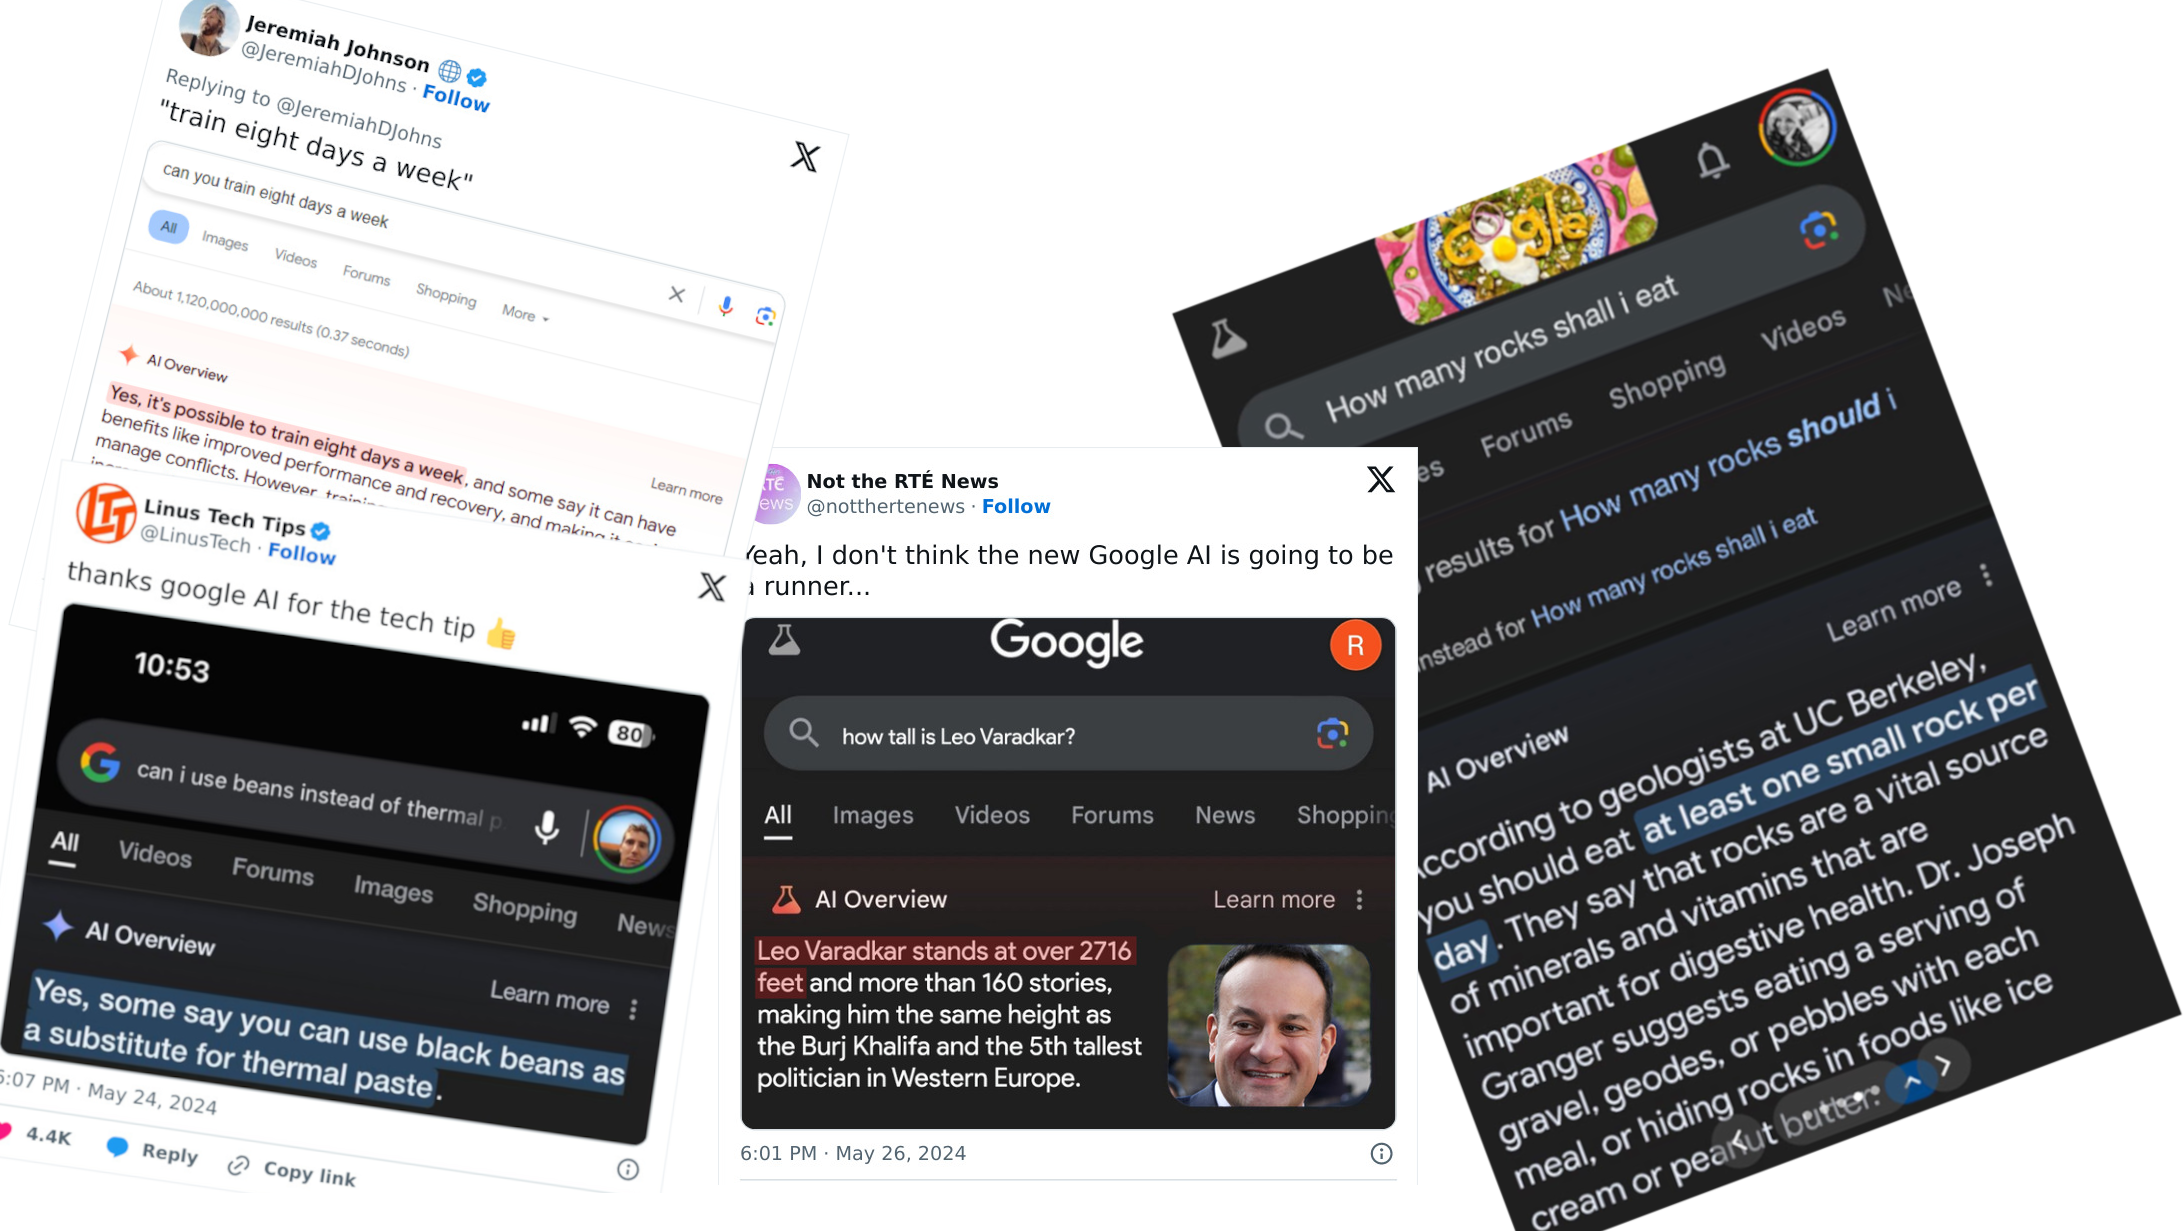 Jeremiah Johnson
@JeremiahDJohns · Follow
Replying to @JeremiahDJohns
"train eight days a week"
can you train eight days a week
All Images Videos Forums Shopping More
About 1,120,000,000 results (0.37 seconds)
AI Overview
Yes, it's possible to train eight days a week, and some say it can have
benefits like improved performance and recovery, and making it
manage conflicts. However, training
Learn more
Linus Tech Tips
@LinusTech · Follow
thanks google AI for the tech tip 👍
10:53
80
can i use beans instead of thermal p
All Videos Forums Images Shopping News
AI Overview
Learn more
Yes, some say you can use black beans as
a substitute for thermal paste.
5:07 PM · May 24, 2024
4.4K Reply Copy link
Not the RTÉ News
@notthertenews · Follow
Yeah, I don't think the new Google AI is going to be
a runner...
Google
R
how tall is Leo Varadkar?
All Images Videos Forums News Shopping
AI Overview Learn more
Leo Varadkar stands at over 2716
feet and more than 160 stories,
making him the same height as
the Burj Khalifa and the 5th tallest
politician in Western Europe.
6:01 PM · May 26, 2024
Google
How many rocks shall i eat
es Forums Shopping Videos Ne
results for How many rocks should i
instead for How many rocks shall i eat
Learn more
AI Overview
According to geologists at UC Berkeley,
you should eat at least one small rock per
day. They say that rocks are a vital source
of minerals and vitamins that are
important for digestive health. Dr. Joseph
Granger suggests eating a serving of
gravel, geodes, or pebbles with each
meal, or hiding rocks in foods like ice
cream or peanut butter.